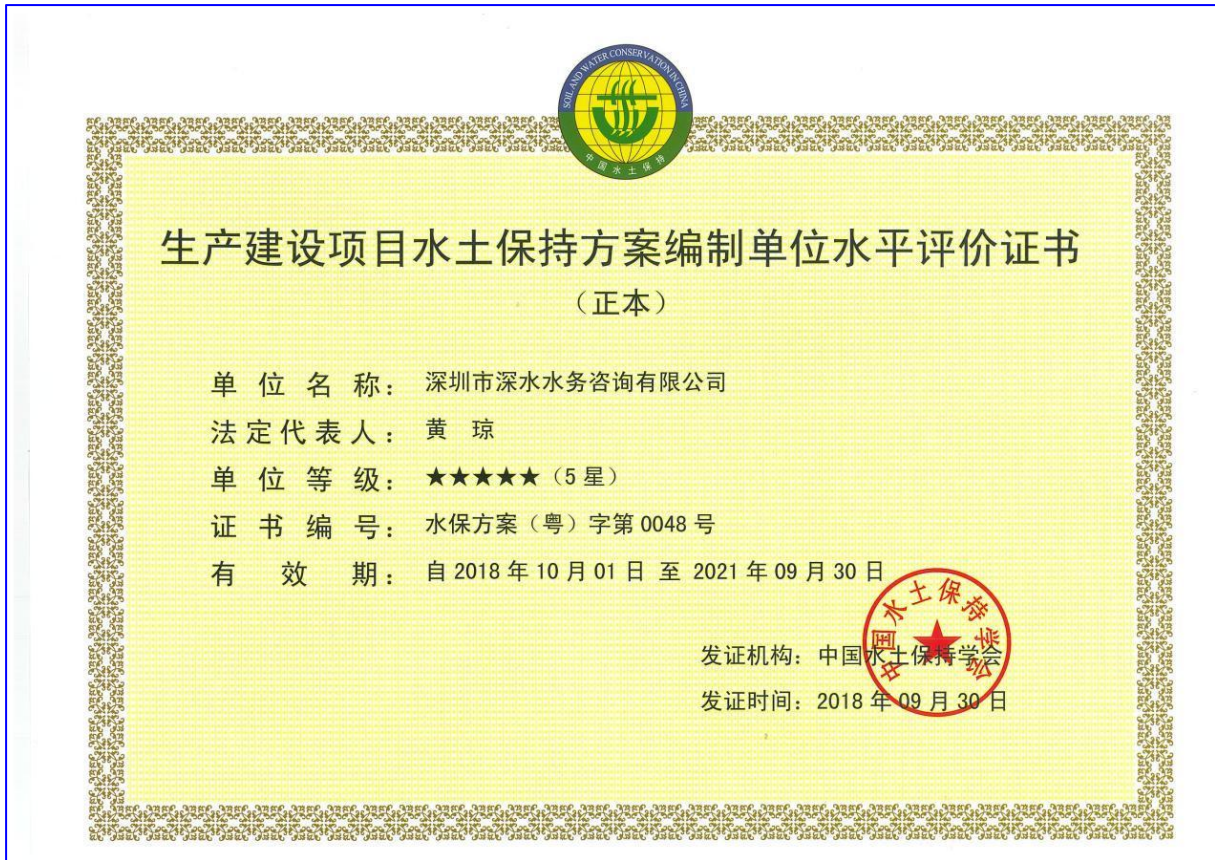 SOIL AND WATER CONSERVATION IN CHINA
中国水土保持
生产建设项目水土保持方案编制单位水平评价证书
（正本）
单位名称：深圳市深水水务咨询有限公司
法定代表人：黄 琼
单位等级：★★★★★（5星）
证书编号：水保方案（粤）字第0048号
有效期：自2018年10月01日 至 2021年09月30日
中国水土保持学会
发证机构：中国水土保持学会
发证时间：2018年09月30日